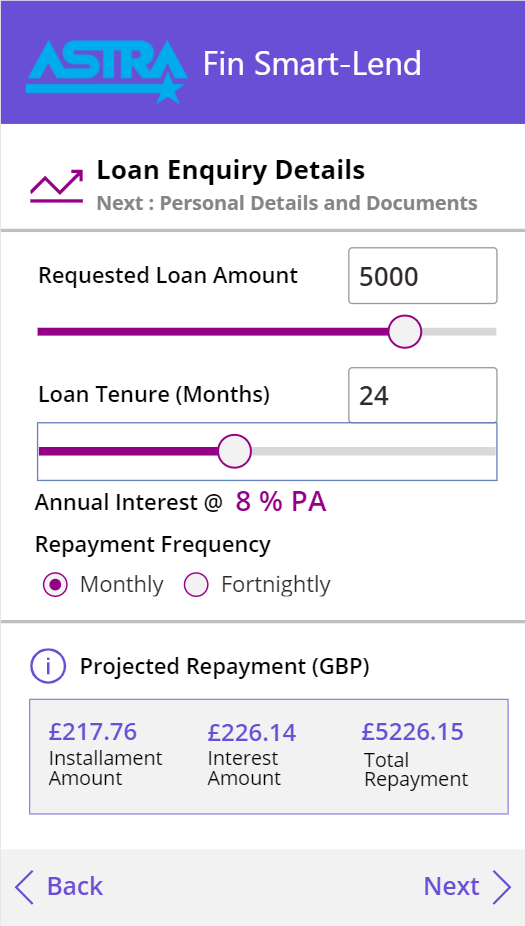 ASTRA Fin Smart-Lend
Loan Enquiry Details
Next : Personal Details and Documents
Requested Loan Amount 5000
Loan Tenure (Months) 24
Annual Interest @ 8 % PA
Repayment Frequency
Monthly Fortnightly
i Projected Repayment (GBP)
£217.76 £226.14 £5226.15
Installament Interest Total
Amount Amount Repayment
Back Next